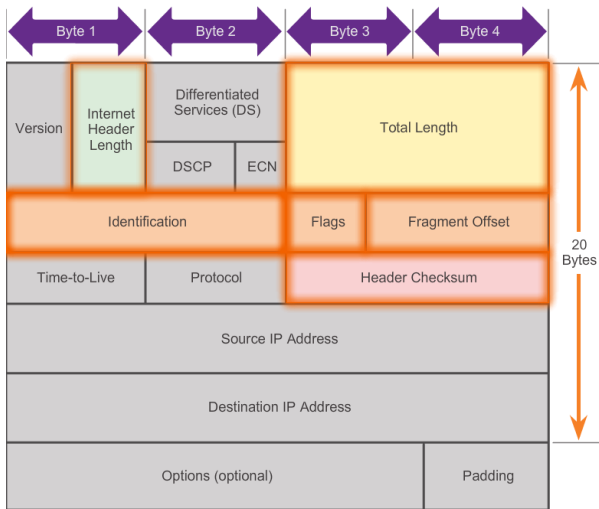 Byte 1
Byte 2
Byte 3
Byte 4
Version
Internet
Header
Length
Differentiated
Services (DS)
DSCP
ECN
Total Length
Identification
Flags
Fragment Offset
20
Bytes
Time-to-Live
Protocol
Header Checksum
Source IP Address
Destination IP Address
Options (optional)
Padding